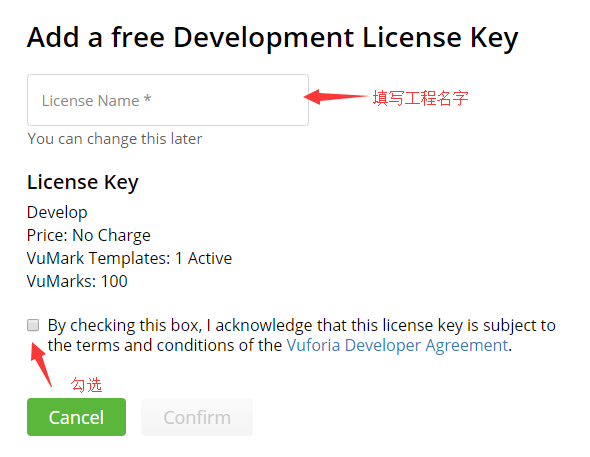 Add a free Development License Key
License Name *
填写工程名字
You can change this later
License Key
Develop
Price: No Charge
VuMark Templates: 1 Active
VuMarks: 100
By checking this box, I acknowledge that this license key is subject to
the terms and conditions of the Vuforia Developer Agreement.
勾选
Cancel
Confirm